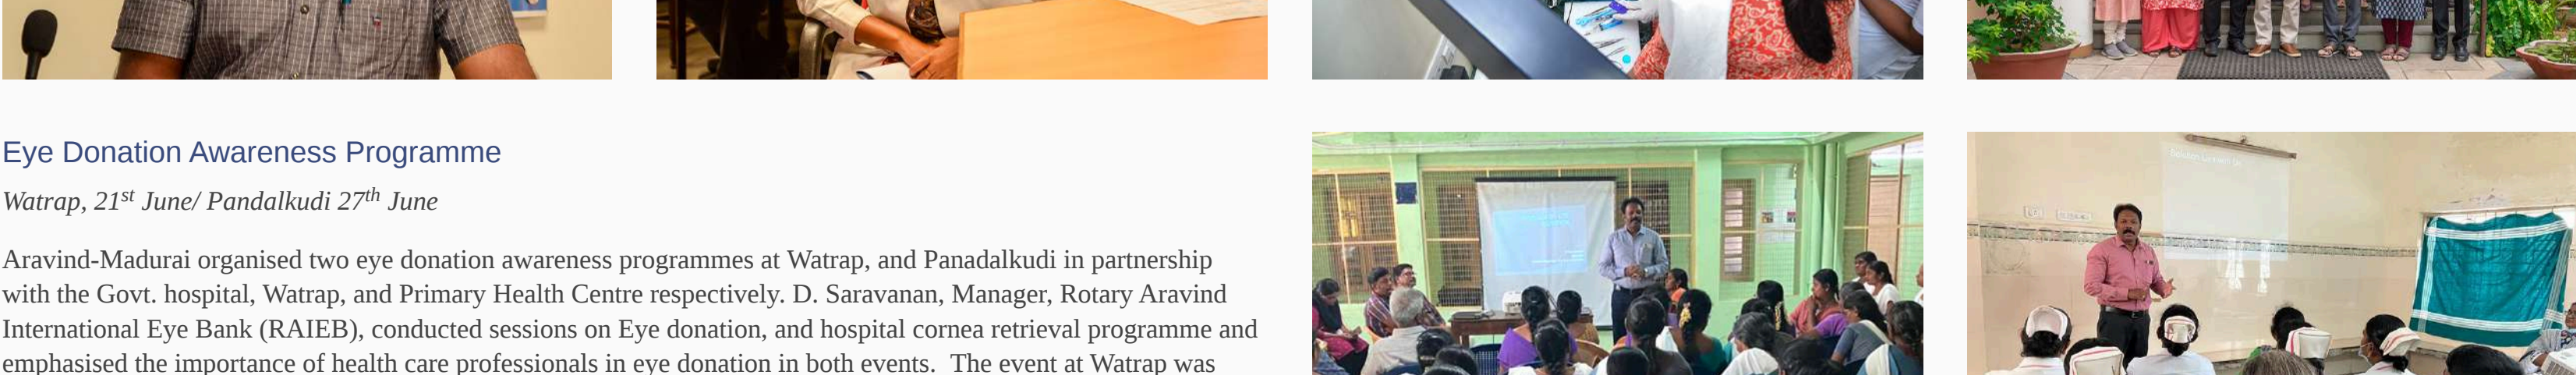 Eye Donation Awareness Programme
Watrap, 21st June/ Pandalkudi 27th June
Aravind-Madurai organised two eye donation awareness programmes at Watrap, and Panadalkudi in partnership
with the Govt. hospital, Watrap, and Primary Health Centre respectively. D. Saravanan, Manager, Rotary Aravind
International Eye Bank (RAIEB), conducted sessions on Eye donation, and hospital cornea retrieval programme and
emphasised the importance of health care professionals in eye donation in both events.  The event at Watrap was